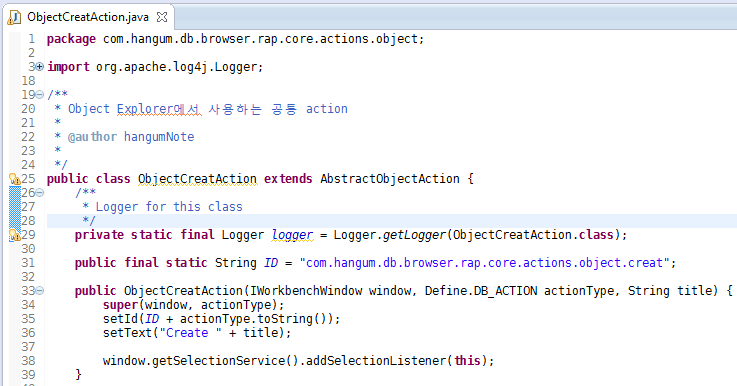 ObjectCreatAction.java
1 package com.hangum.db.browser.rap.core.actions.object;
2
3 import org.apache.log4j.Logger;
18
19 /**
20 * Object Explorer에서 사용하는 공통 action
21 *
22 * @author hangumNote
23 *
24 */
25 public class ObjectCreatAction extends AbstractObjectAction {
26 /**
27 * Logger for this class
28 */
29 private static final Logger logger = Logger.getLogger(ObjectCreatAction.class);
30
31 public final static String ID = "com.hangum.db.browser.rap.core.actions.object.creat";
32
33 public ObjectCreatAction(IWorkbenchWindow window, Define.DB_ACTION actionType, String title) {
34 super(window, actionType);
35 setId(ID + actionType.toString());
36 setText("Create " + title);
37
38 window.getSelectionService().addSelectionListener(this);
39 }